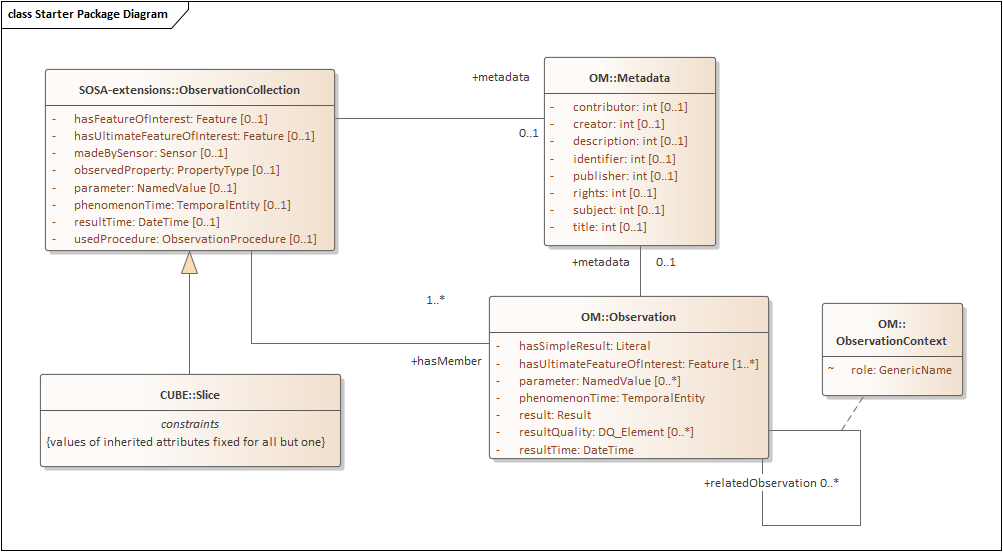 class Starter Package Diagram
SOSA-extensions::ObservationCollection
- hasFeatureOfInterest: Feature [0..1]
- hasUltimateFeatureOfInterest: Feature [0..1]
- madeBySensor: Sensor [0..1]
- observedProperty: PropertyType [0..1]
- parameter: NamedValue [0..1]
- phenomenonTime: TemporalEntity [0..1]
- resultTime: DateTime [0..1]
- usedProcedure: ObservationProcedure [0..1]
+metadata
0..1
OM::Metadata
- contributor: int [0..1]
- creator: int [0..1]
- description: int [0..1]
- identifier: int [0..1]
- publisher: int [0..1]
- rights: int [0..1]
- subject: int [0..1]
- title: int [0..1]
+metadata 0..1
1..*
+hasMember
OM::Observation
- hasSimpleResult: Literal
- hasUltimateFeatureOfInterest: Feature [1..*]
- parameter: NamedValue [0..*]
- phenomenonTime: TemporalEntity
- result: Result
- resultQuality: DQ_Element [0..*]
- resultTime: DateTime
OM::
ObservationContext
~ role: GenericName
CUBE::Slice
constraints
{values of inherited attributes fixed for all but one}
+relatedObservation 0..*